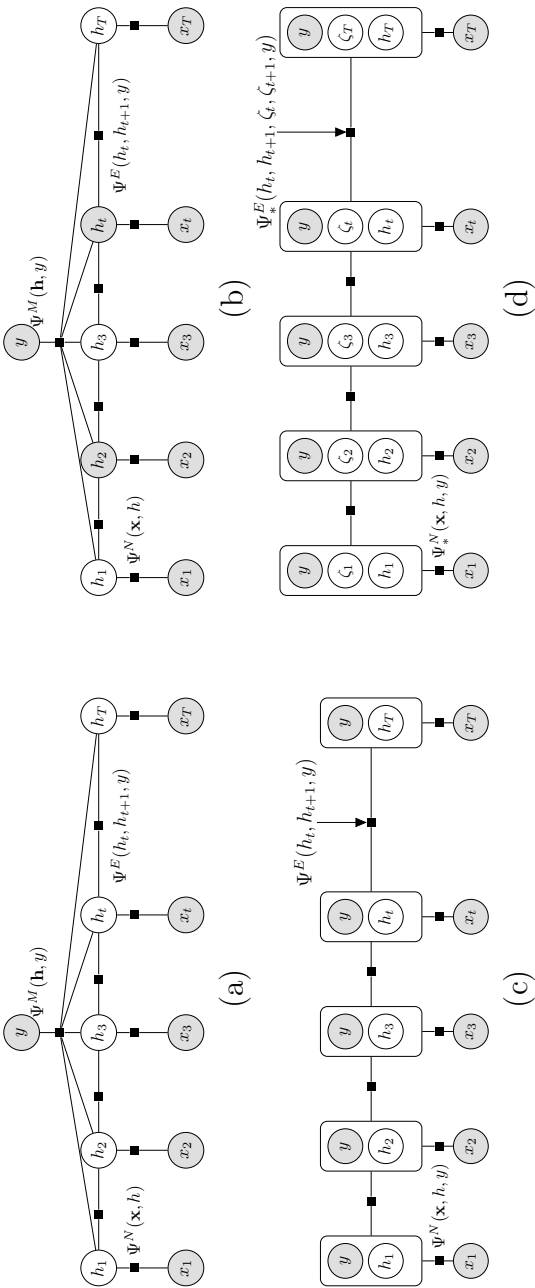 y
Ψ^M(𝐡, y)
h_1 h_2 h_3 h_t h_T
Ψ^N(𝐱, h)
Ψ^E(h_t, h_{t+1}, y)
x_1 x_2 x_3 x_t x_T
(a)
y
Ψ^M(𝐡, y)
h_1 h_2 h_3 h_t h_T
Ψ^N(𝐱, h)
Ψ^E(h_t, h_{t+1}, y)
x_1 x_2 x_3 x_t x_T
(b)
Ψ^E(h_t, h_{t+1}, y)
y y y y y
h_1 h_2 h_3 h_t h_T
Ψ^N(𝐱, h, y)
x_1 x_2 x_3 x_t x_T
(c)
Ψ_*^E(h_t, h_{t+1}, ζ_t, ζ_{t+1}, y)
y y y y y
ζ_1 ζ_2 ζ_3 ζ_t ζ_T
h_1 h_2 h_3 h_t h_T
Ψ_*^N(𝐱, h, y)
x_1 x_2 x_3 x_t x_T
(d)